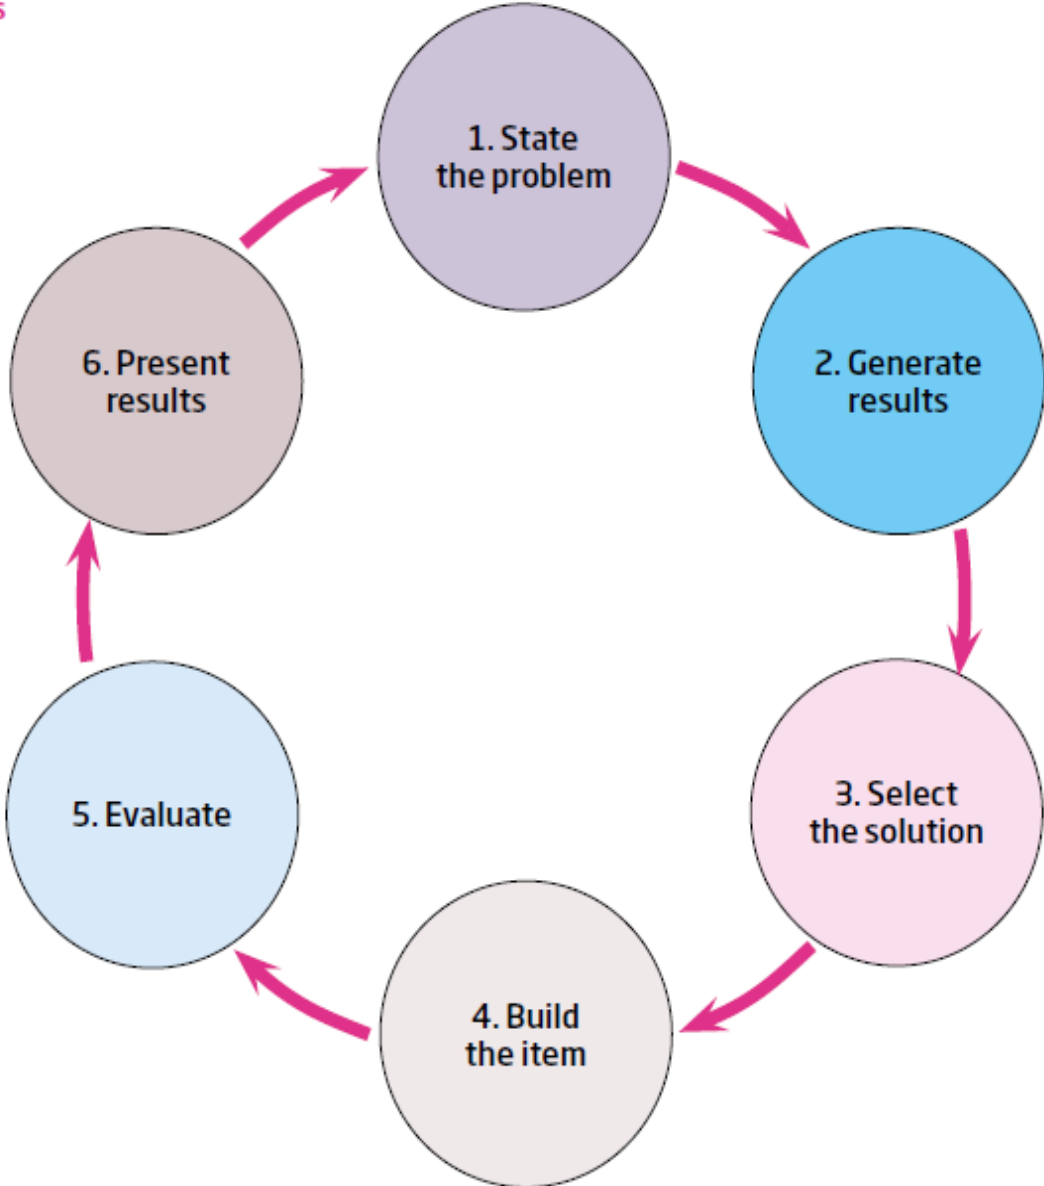 s
1. State
the problem
2. Generate
results
3. Select
the solution
4. Build
the item
5. Evaluate
6. Present
results